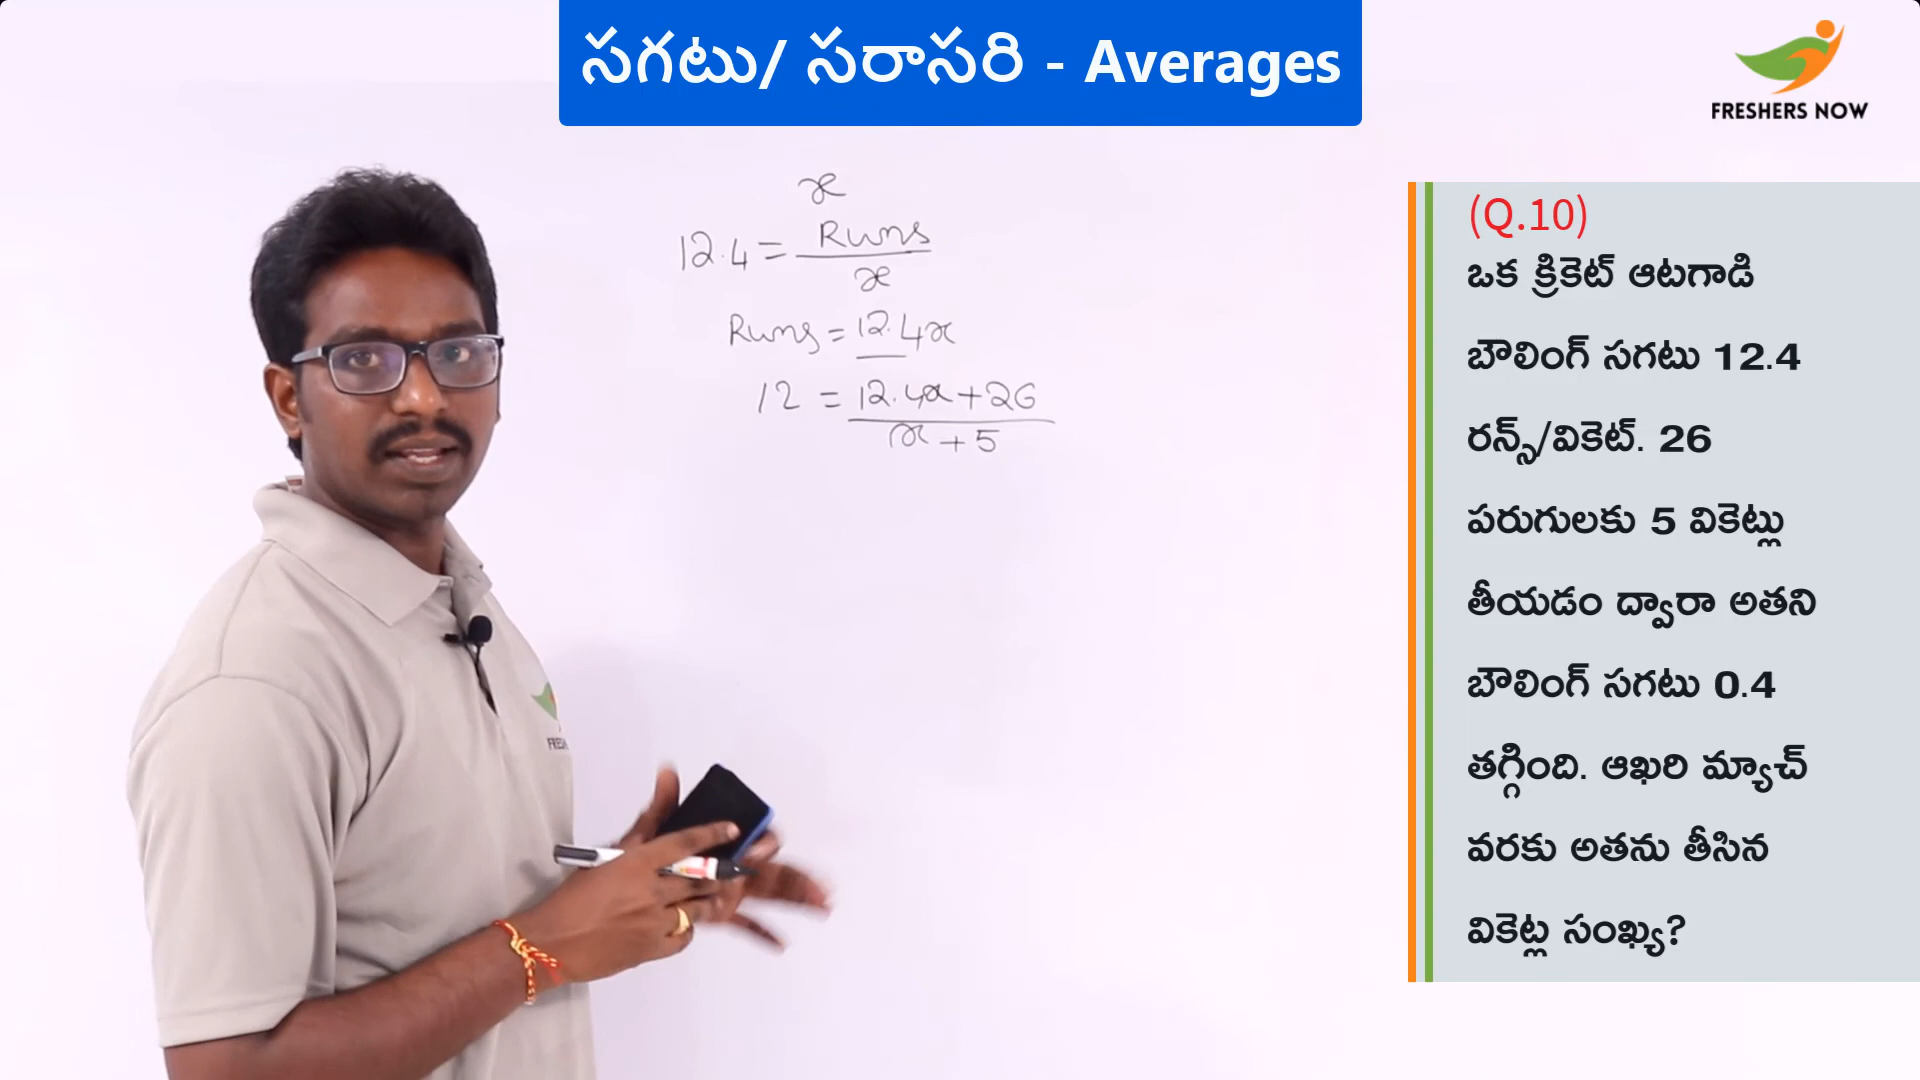 సగటు/ సరాసరి - Averages
FRESHERS NOW
x
12.4 = Runs
x
Runs = 12.4x
12 = 12.4x + 26
x + 5
(Q.10)
ఒక క్రికెట్ ఆటగాడి
బౌలింగ్ సగటు 12.4
రన్స్/వికెట్. 26
పరుగులకు 5 వికెట్లు
తీయడం ద్వారా అతని
బౌలింగ్ సగటు 0.4
తగ్గింది. ఆఖరి మ్యాచ్
వరకు అతను తీసిన
వికెట్ల సంఖ్య?